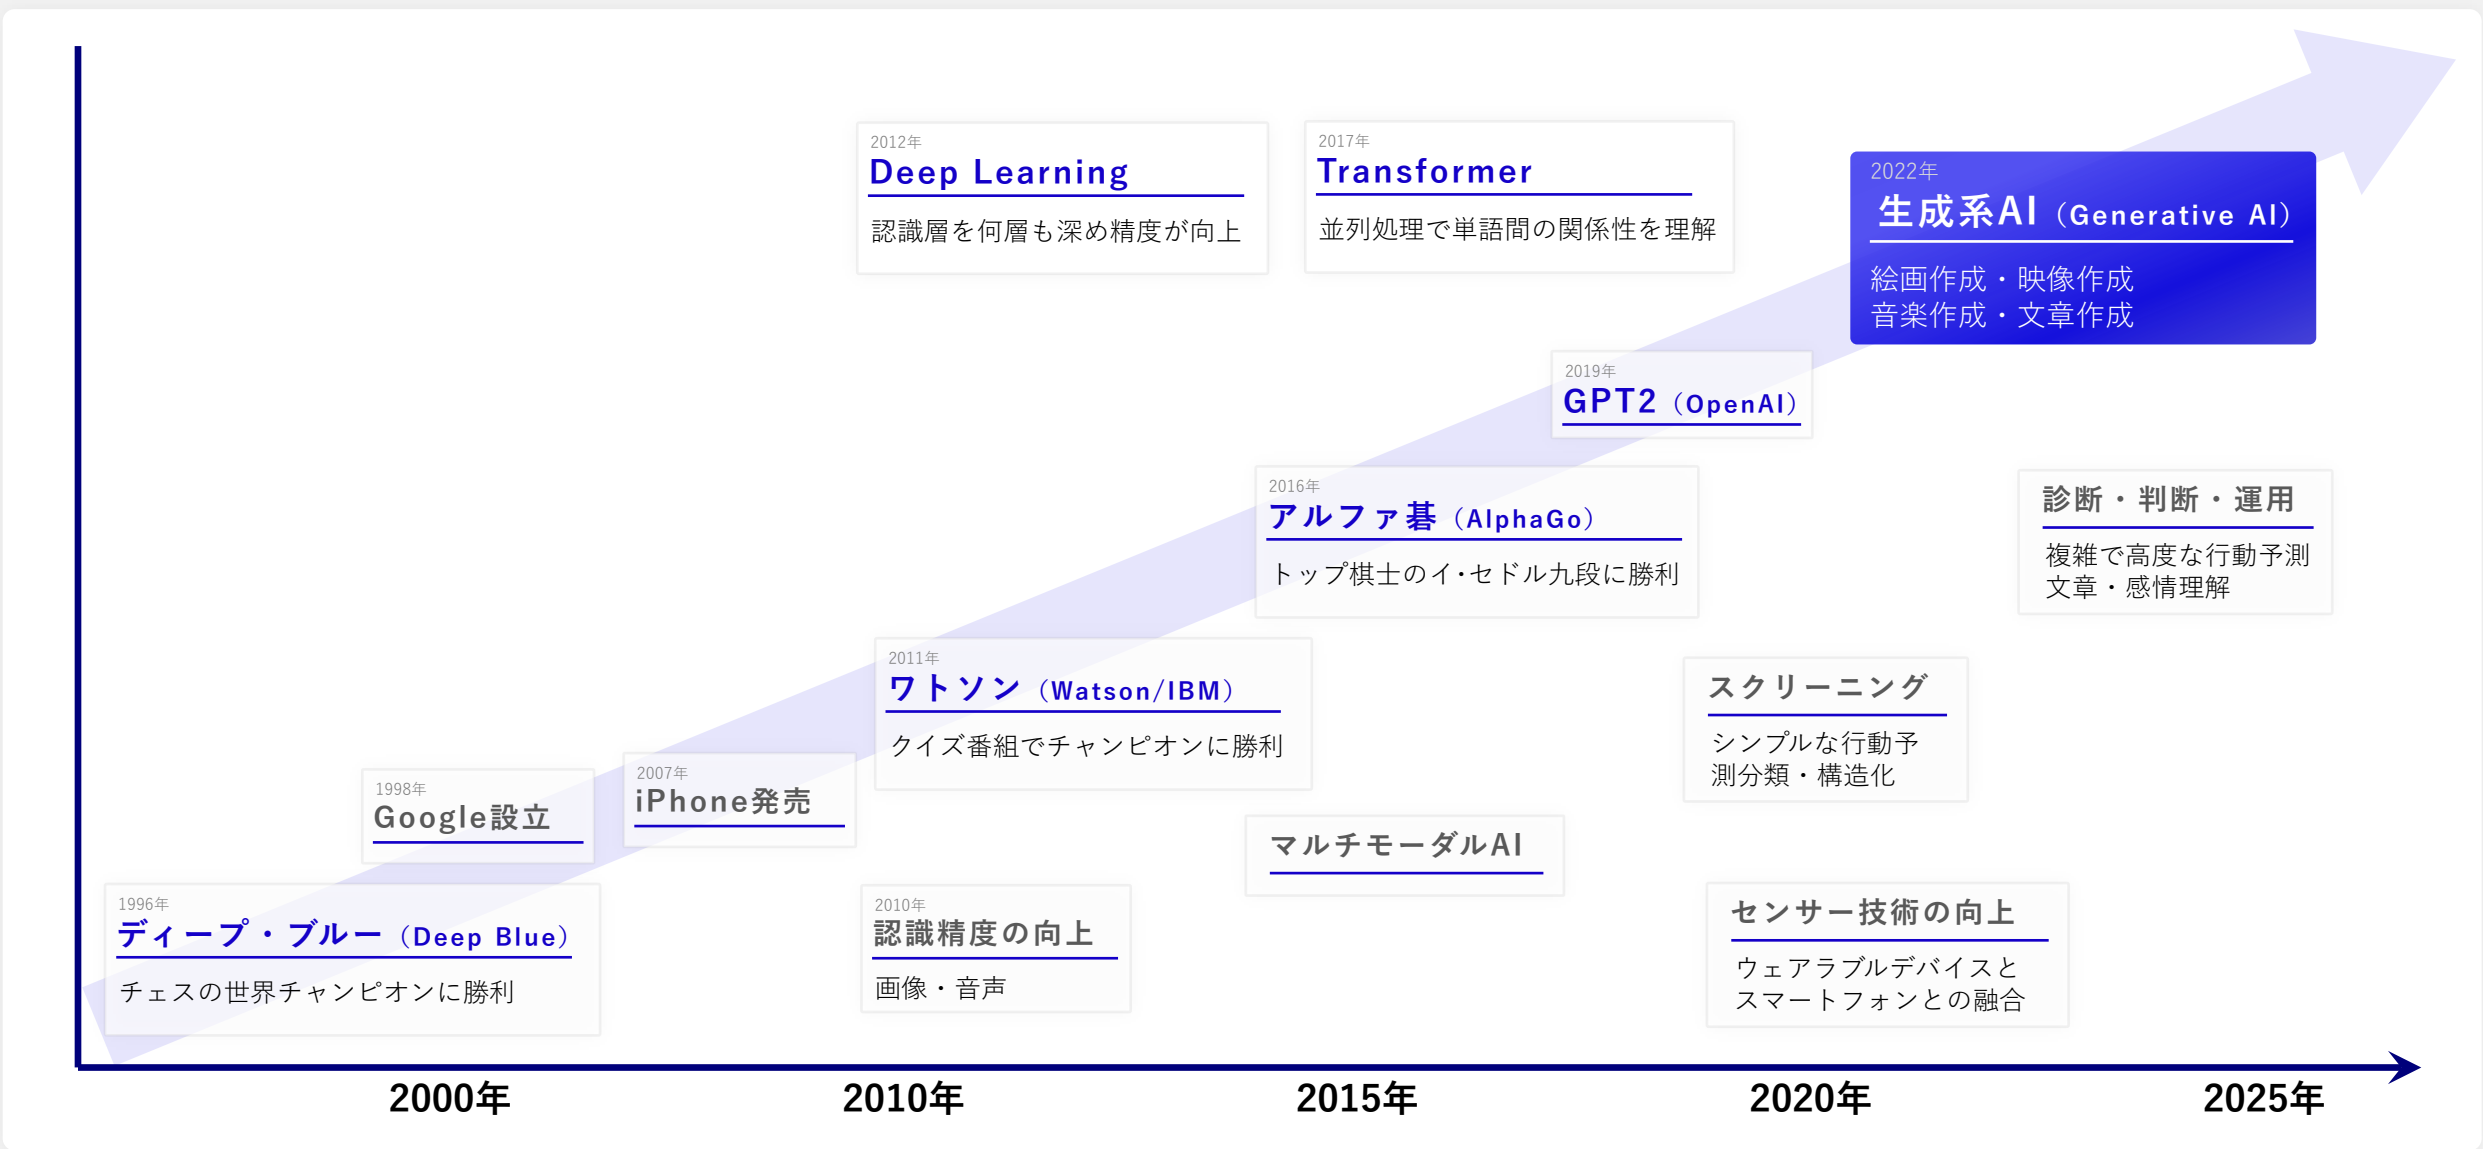 2012年
Deep Learning
認識層を何層も深め精度が向上
2017年
Transformer
並列処理で単語間の関係性を理解
2022年
生成系AI（Generative AI）
絵画作成・映像作成
音楽作成・文章作成
2019年
GPT2（OpenAI）
2016年
アルファ碁（AlphaGo）
トップ棋士のイ・セドル九段に勝利
診断・判断・運用
複雑で高度な行動予測
文章・感情理解
2011年
ワトソン（Watson/IBM）
クイズ番組でチャンピオンに勝利
スクリーニング
シンプルな行動予
測分類・構造化
1998年
Google設立
2007年
iPhone発売
マルチモーダルAI
1996年
ディープ・ブルー（Deep Blue）
チェスの世界チャンピオンに勝利
2010年
認識精度の向上
画像・音声
センサー技術の向上
ウェアラブルデバイスと
スマートフォンとの融合
2000年
2010年
2015年
2020年
2025年